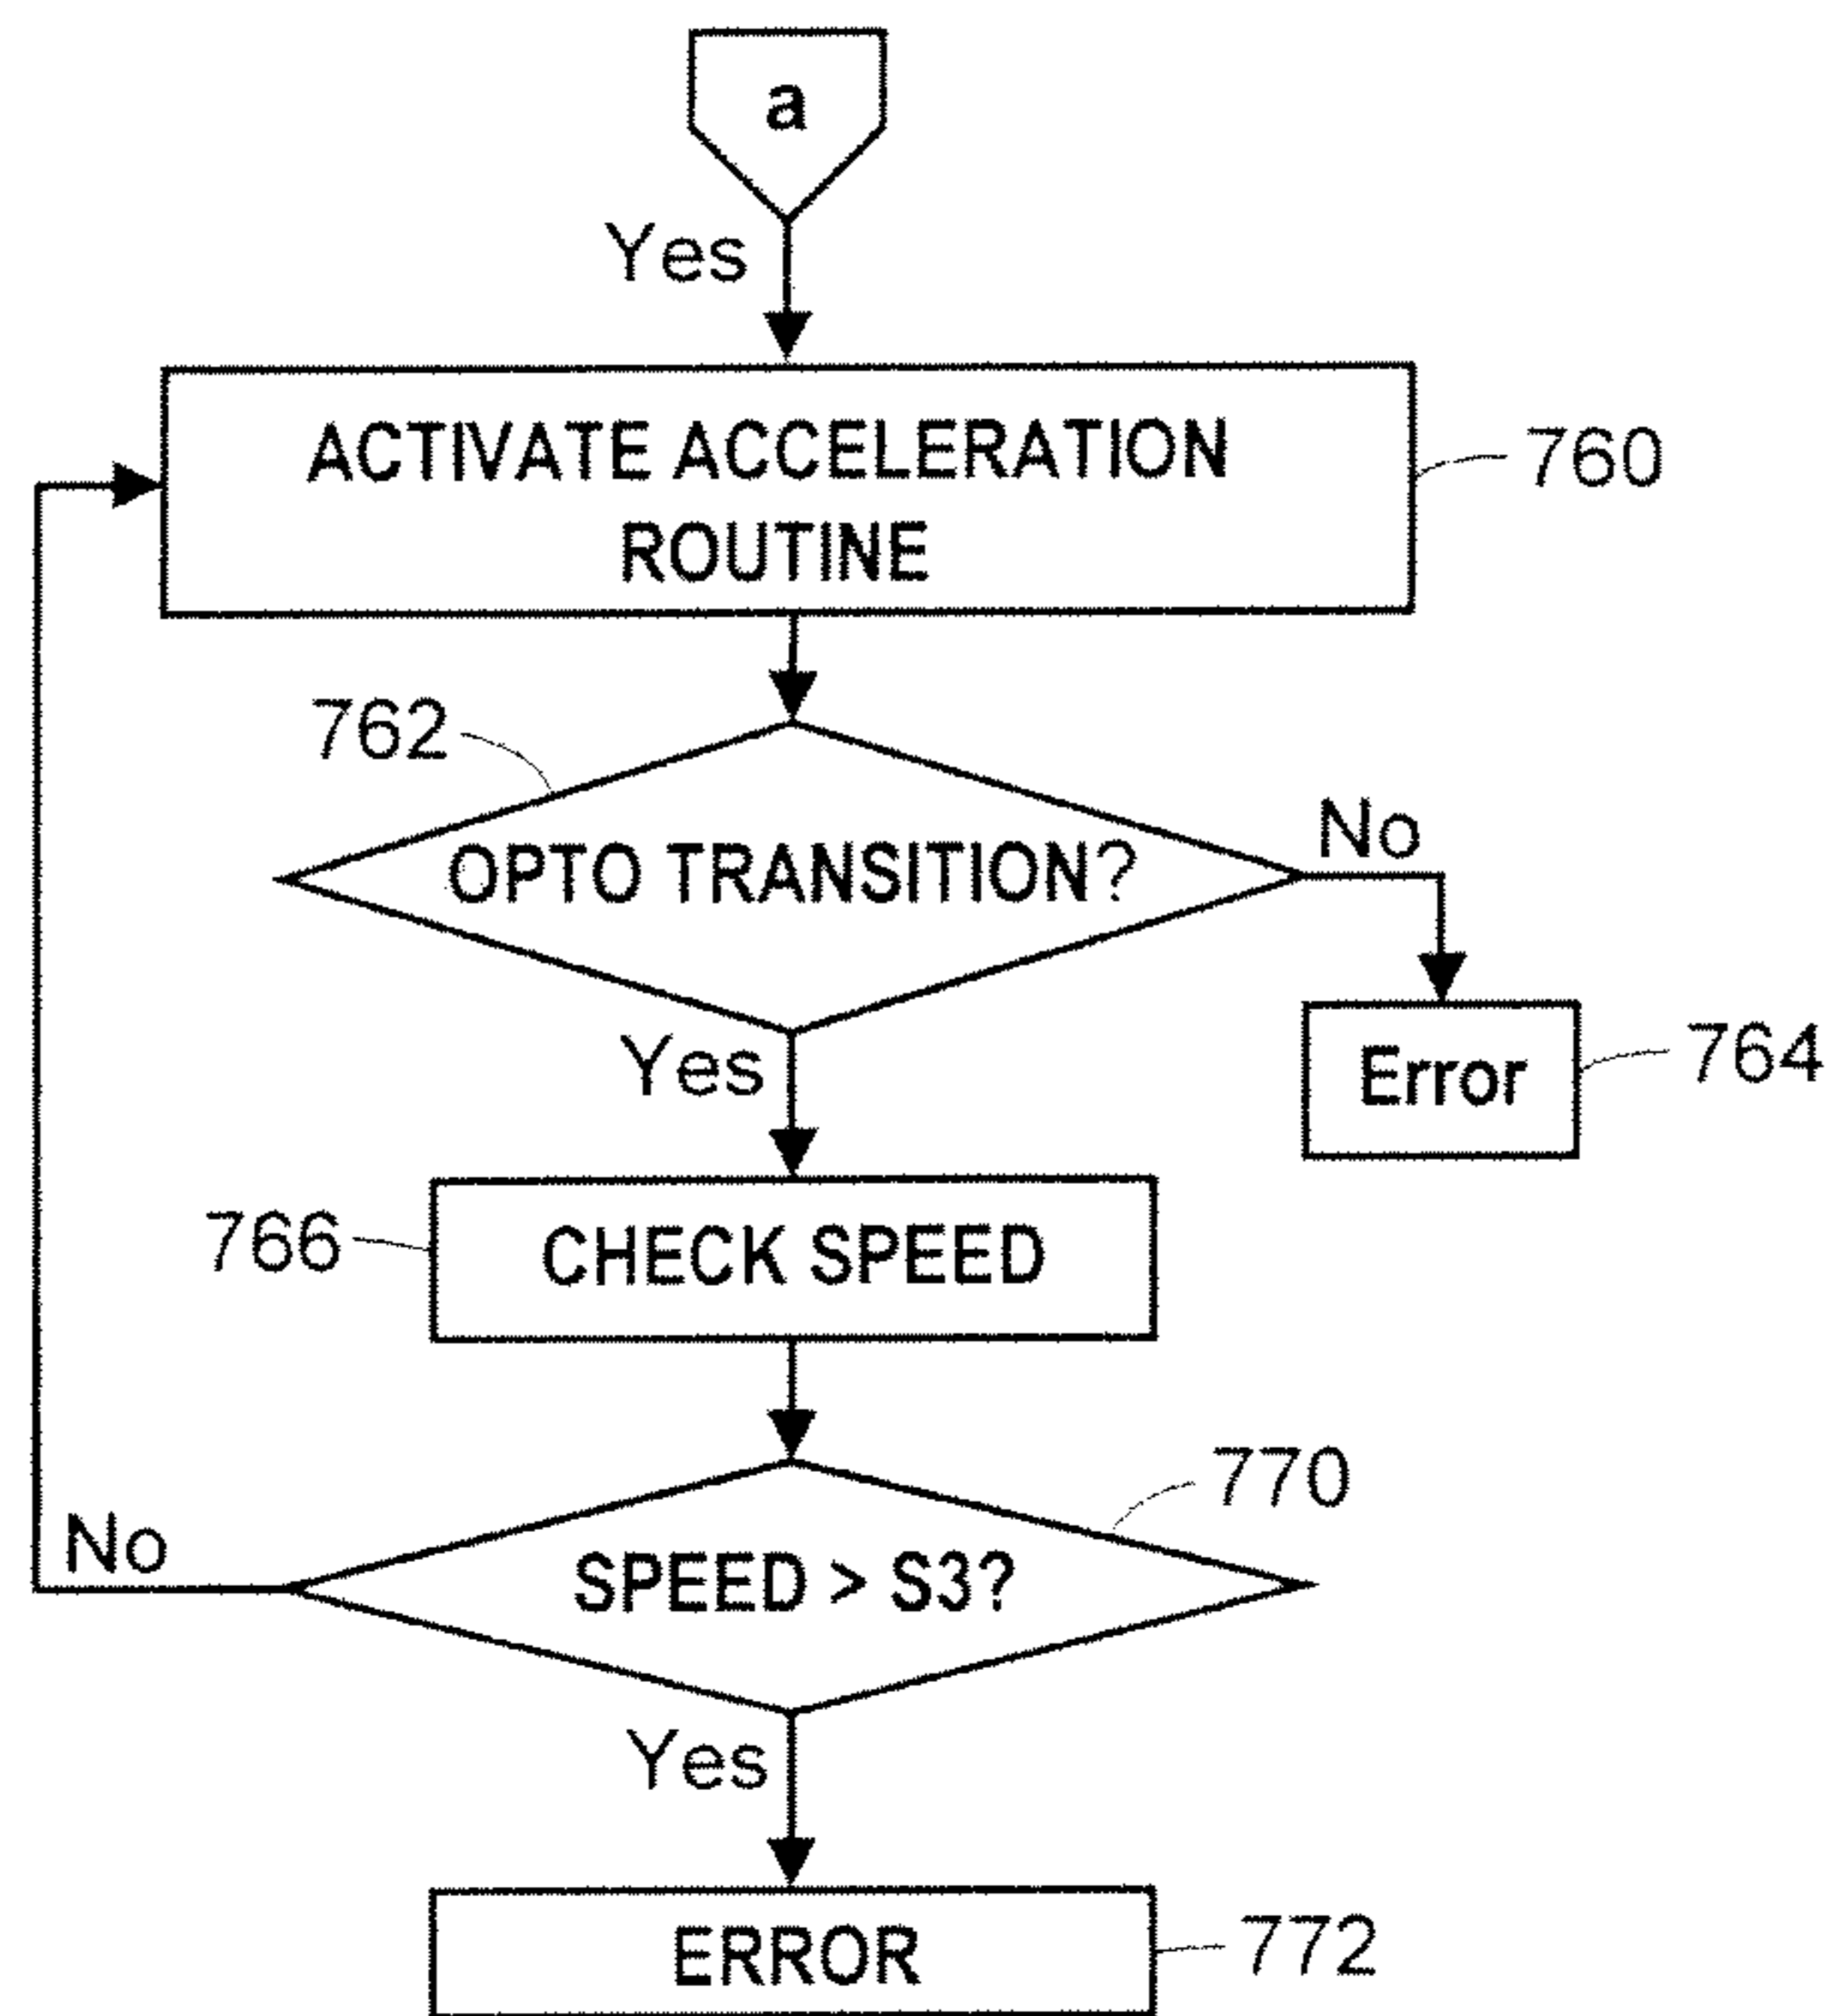 a
Yes
ACTIVATE ACCELERATION
ROUTINE
760
762
OPTO TRANSITION?
No
Yes
Error
764
766
CHECK SPEED
770
No
SPEED > S3?
Yes
ERROR
772